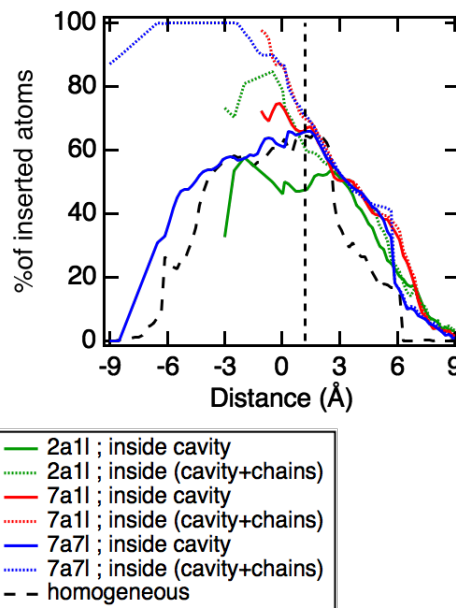 %of inserted atoms
100
80
60
40
20
0
-9 -6 -3 0 3 6 9
Distance (Å)
2a1l ; inside cavity
2a1l ; inside (cavity+chains)
7a1l ; inside cavity
7a1l ; inside (cavity+chains)
7a7l ; inside cavity
7a7l ; inside (cavity+chains)
homogeneous